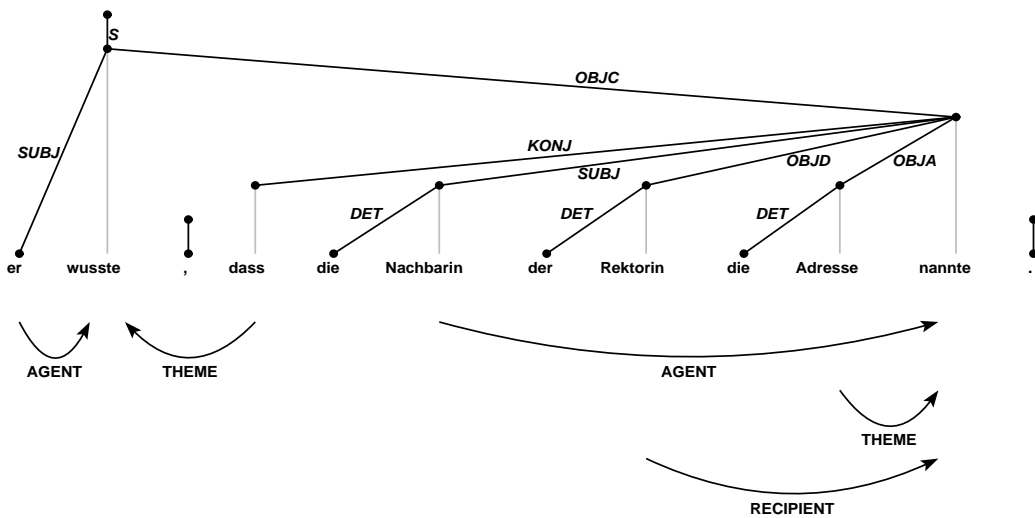 S
OBJC
SUBJ
KONJ
SUBJ
OBJD
OBJA
DET
DET
DET
er wusste , dass die Nachbarin der Rektorin die Adresse nannte .
AGENT THEME AGENT
THEME
RECIPIENT